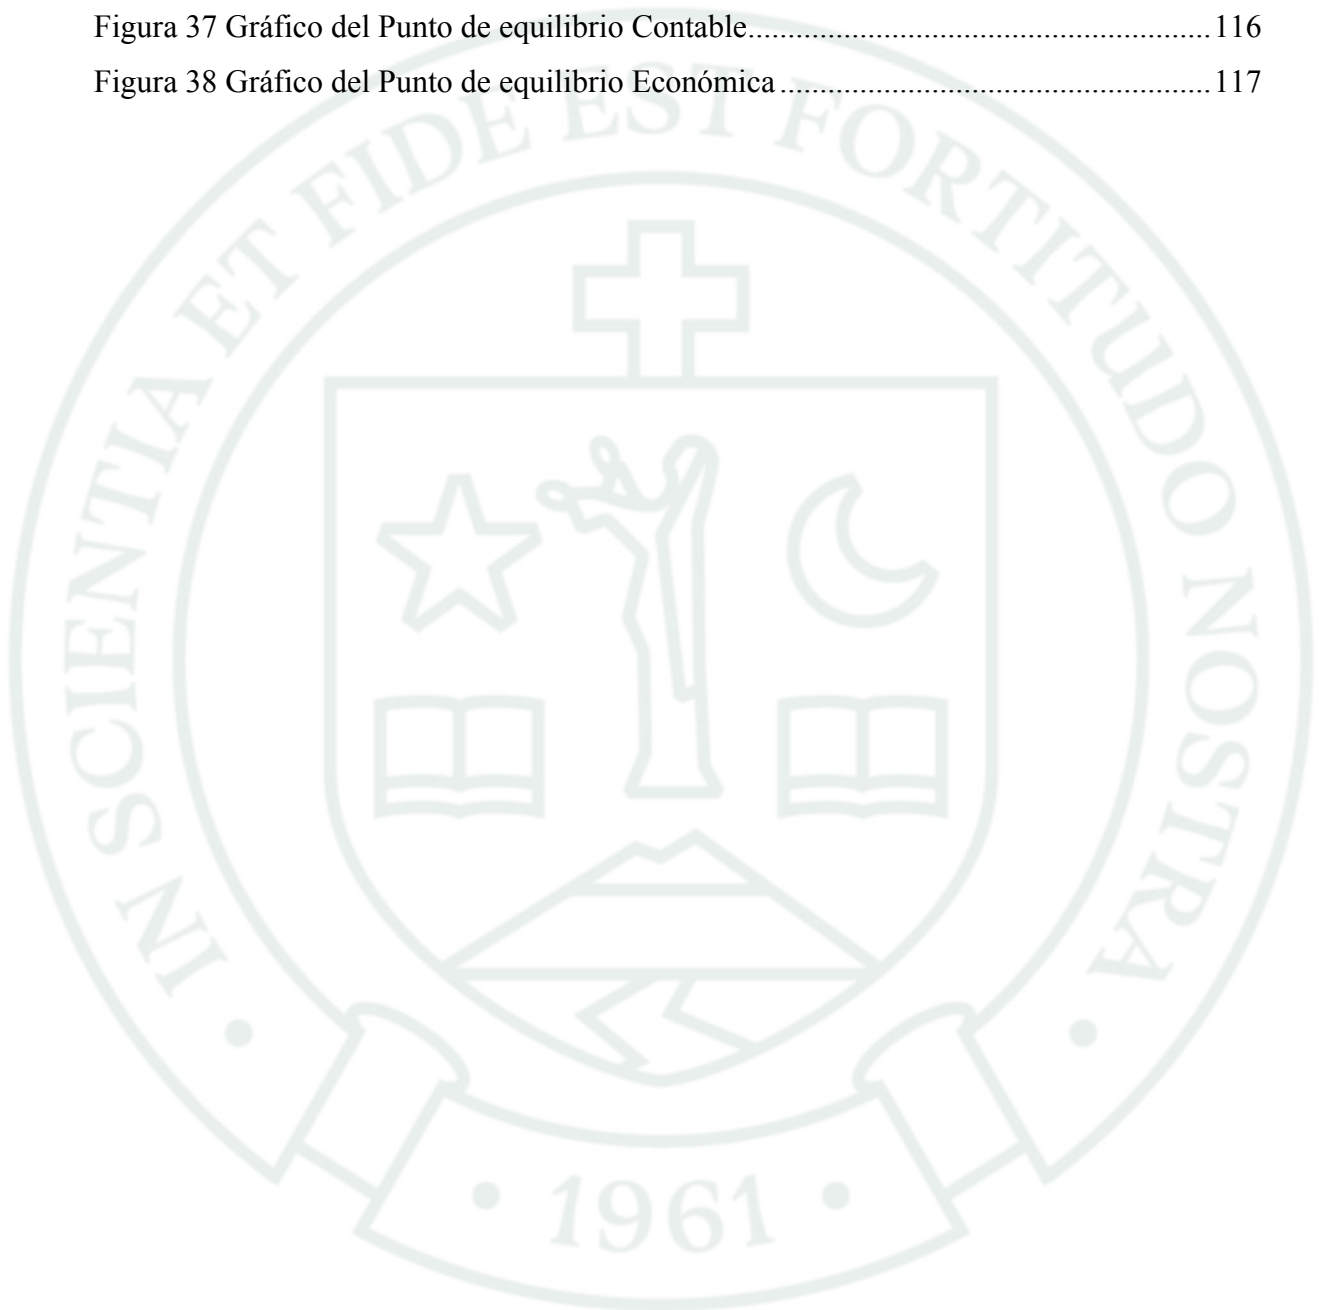 Figura 37 Gráfico del Punto de equilibrio Contable..........................................................116
Figura 38 Gráfico del Punto de equilibrio Económica......................................................117
IN SCIENTIA ET FIDE EST FORTITUDO NOSTRA
• 1961 •